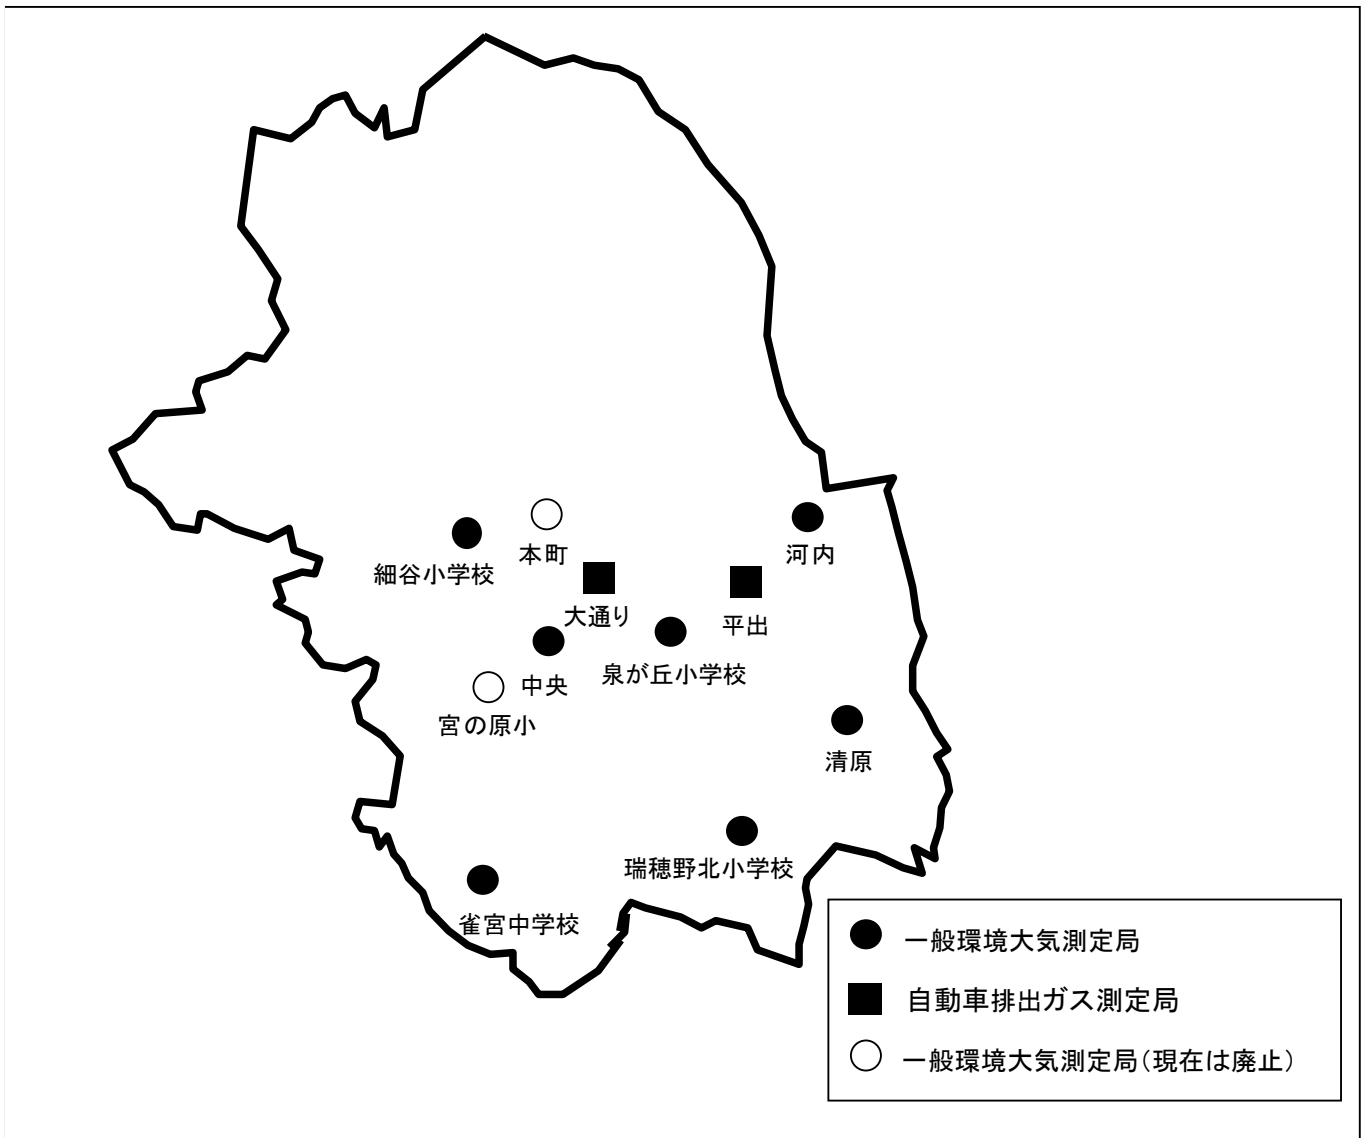 本町
河内
細谷小学校
大通り
平出
泉が丘小学校
中央
宮の原小
清原
瑞穂野北小学校
雀宮中学校
一般環境大気測定局
自動車排出ガス測定局
一般環境大気測定局(現在は廃止)